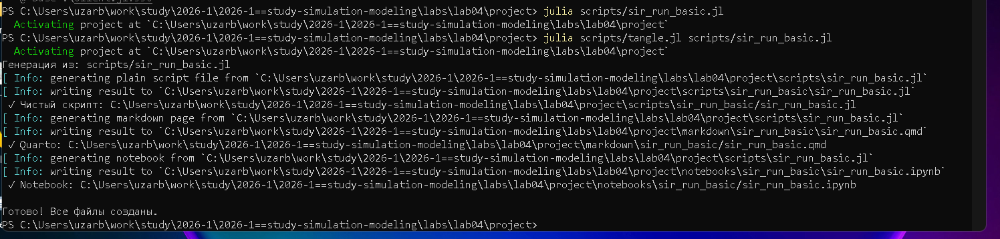 PS C:\Users\uzarb\work\study\2026-1\2026-1==study-simulation-modeling\labs\lab04\project> julia scripts/sir_run_basic.jl
Activating project at `C:\Users\uzarb\work\study\2026-1\2026-1==study-simulation-modeling\labs\lab04\project`
PS C:\Users\uzarb\work\study\2026-1\2026-1==study-simulation-modeling\labs\lab04\project> julia scripts/tangle.jl scripts/sir_run_basic.jl
Activating project at `C:\Users\uzarb\work\study\2026-1\2026-1==study-simulation-modeling\labs\lab04\project`
Генерация из: scripts/sir_run_basic.jl
[ Info: generating plain script file from `C:\Users\uzarb\work\study\2026-1\2026-1==study-simulation-modeling\labs\lab04\project\scripts\sir_run_basic.jl`
[ Info: writing result to `C:\Users\uzarb\work\study\2026-1\2026-1==study-simulation-modeling\labs\lab04\project\scripts\sir_run_basic\sir_run_basic.jl`
✓ Чистый скрипт: C:\Users\uzarb\work\study\2026-1\2026-1==study-simulation-modeling\labs\lab04\project\scripts\sir_run_basic/sir_run_basic.jl
[ Info: generating markdown page from `C:\Users\uzarb\work\study\2026-1\2026-1==study-simulation-modeling\labs\lab04\project\scripts\sir_run_basic.jl`
[ Info: writing result to `C:\Users\uzarb\work\study\2026-1\2026-1==study-simulation-modeling\labs\lab04\project\markdown\sir_run_basic\sir_run_basic.qmd`
✓ Quarto: C:\Users\uzarb\work\study\2026-1\2026-1==study-simulation-modeling\labs\lab04\project\markdown\sir_run_basic/sir_run_basic.qmd
[ Info: generating notebook from `C:\Users\uzarb\work\study\2026-1\2026-1==study-simulation-modeling\labs\lab04\project\scripts\sir_run_basic.jl`
[ Info: writing result to `C:\Users\uzarb\work\study\2026-1\2026-1==study-simulation-modeling\labs\lab04\project\notebooks\sir_run_basic\sir_run_basic.ipynb`
✓ Notebook: C:\Users\uzarb\work\study\2026-1\2026-1==study-simulation-modeling\labs\lab04\project\notebooks\sir_run_basic/sir_run_basic.ipynb
Готово! Все файлы созданы.
PS C:\Users\uzarb\work\study\2026-1\2026-1==study-simulation-modeling\labs\lab04\project>